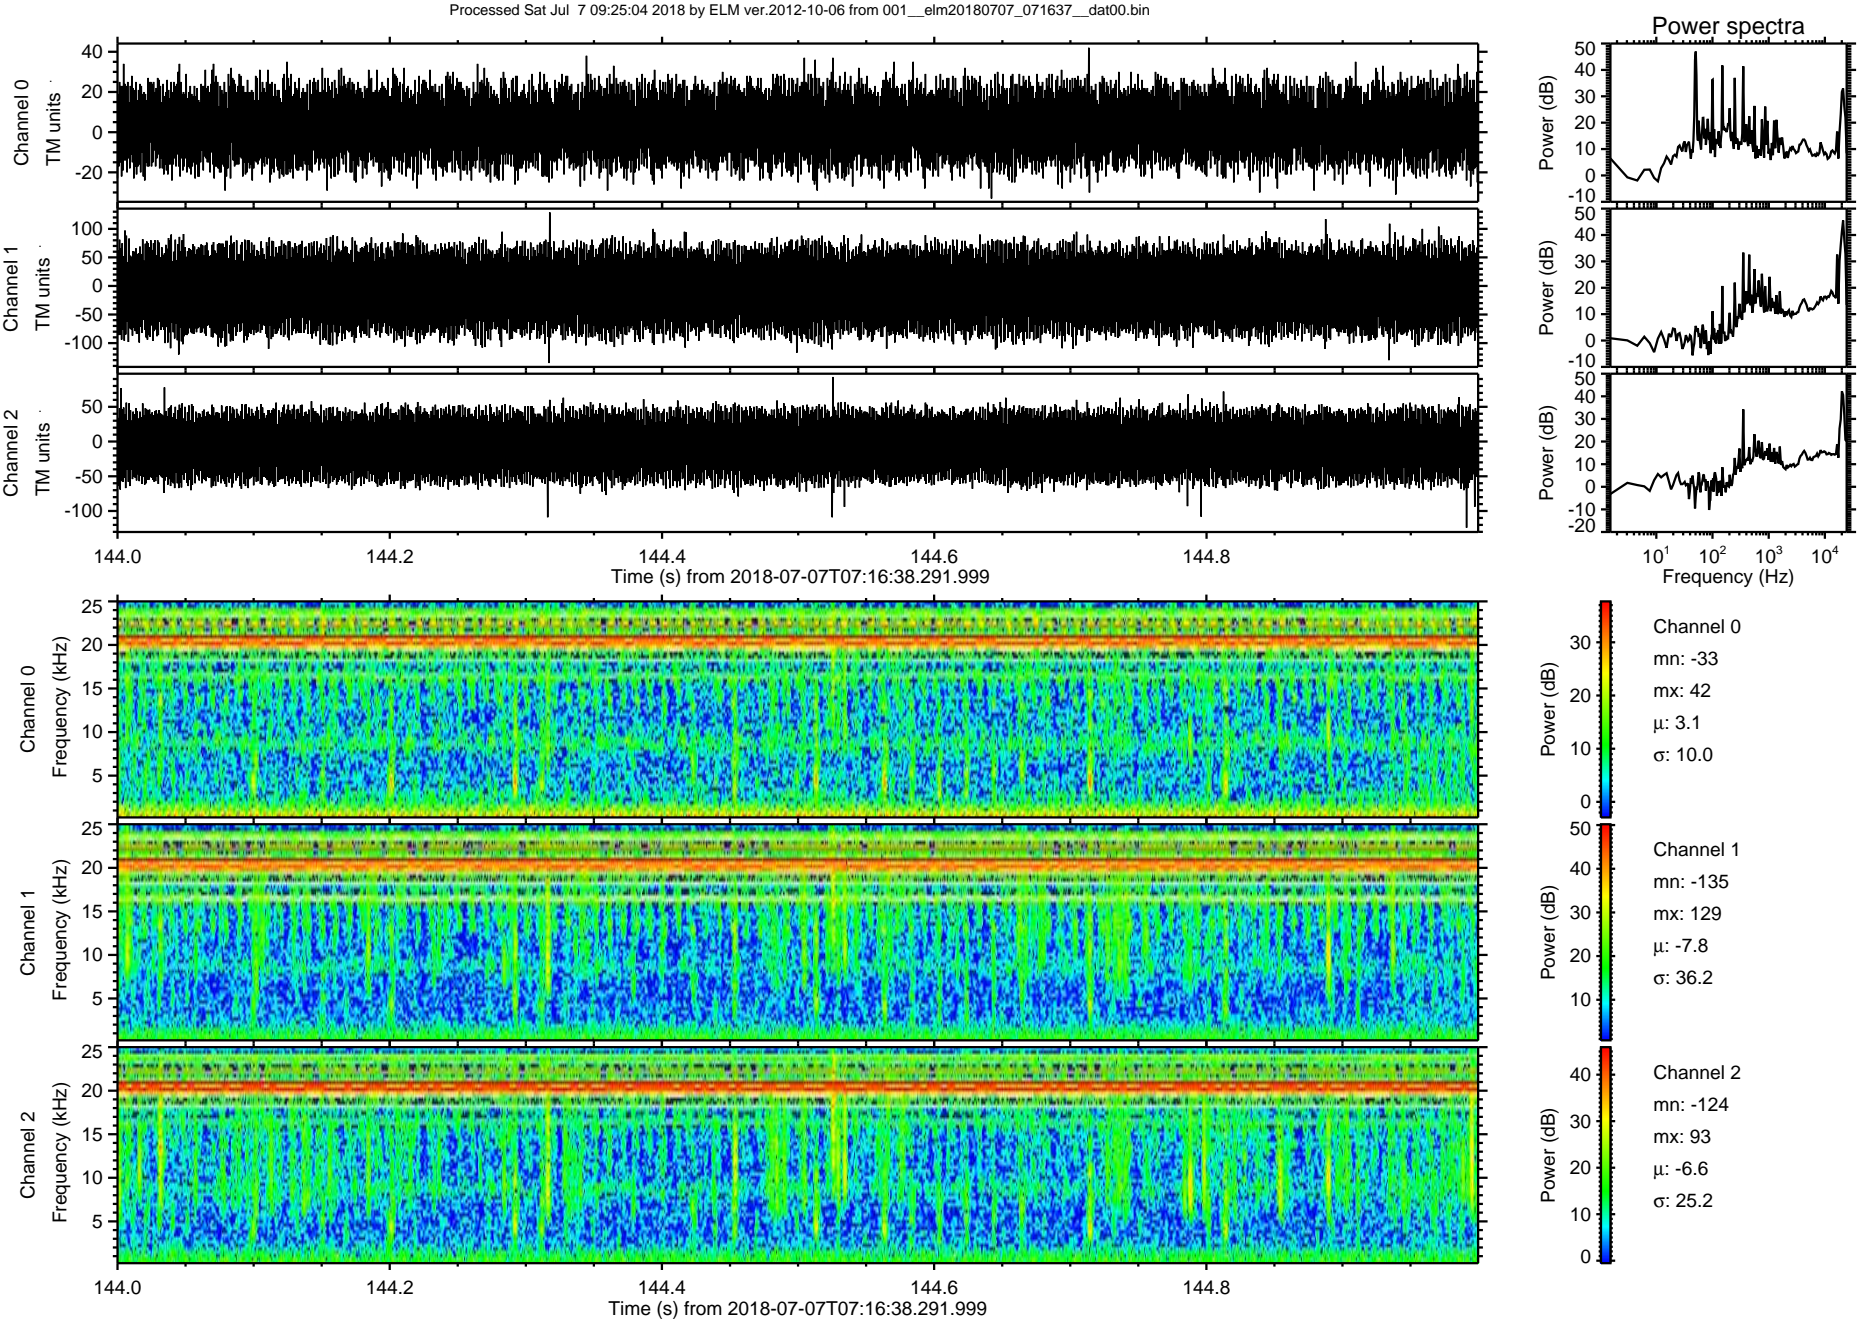 Processed Sat Jul 7 09:25:04 2018 by ELM ver.2012-10-06 from 001__elm20180707_071637__dat00.bin
Power spectra
Channel 0
TM units
40
20
0
-20
Power (dB)
50
40
30
20
10
0
-10
Channel 1
TM units
100
50
0
-50
-100
Power (dB)
50
40
30
20
10
0
-10
Channel 2
TM units
50
0
-50
-100
Power (dB)
50
40
30
20
10
0
-10
-20
144.0 144.2 144.4 144.6 144.8
Time (s) from 2018-07-07T07:16:38.291.999
10^1 10^2 10^3 10^4
Frequency (Hz)
Channel 0
Frequency (kHz)
25
20
15
10
5
Power (dB)
30
20
10
0
Channel 0
mn: -33
mx: 42
μ: 3.1
σ: 10.0
Channel 1
Frequency (kHz)
25
20
15
10
5
Power (dB)
50
40
30
20
10
Channel 1
mn: -135
mx: 129
μ: -7.8
σ: 36.2
Channel 2
Frequency (kHz)
25
20
15
10
5
Power (dB)
40
30
20
10
0
Channel 2
mn: -124
mx: 93
μ: -6.6
σ: 25.2
144.0 144.2 144.4 144.6 144.8
Time (s) from 2018-07-07T07:16:38.291.999